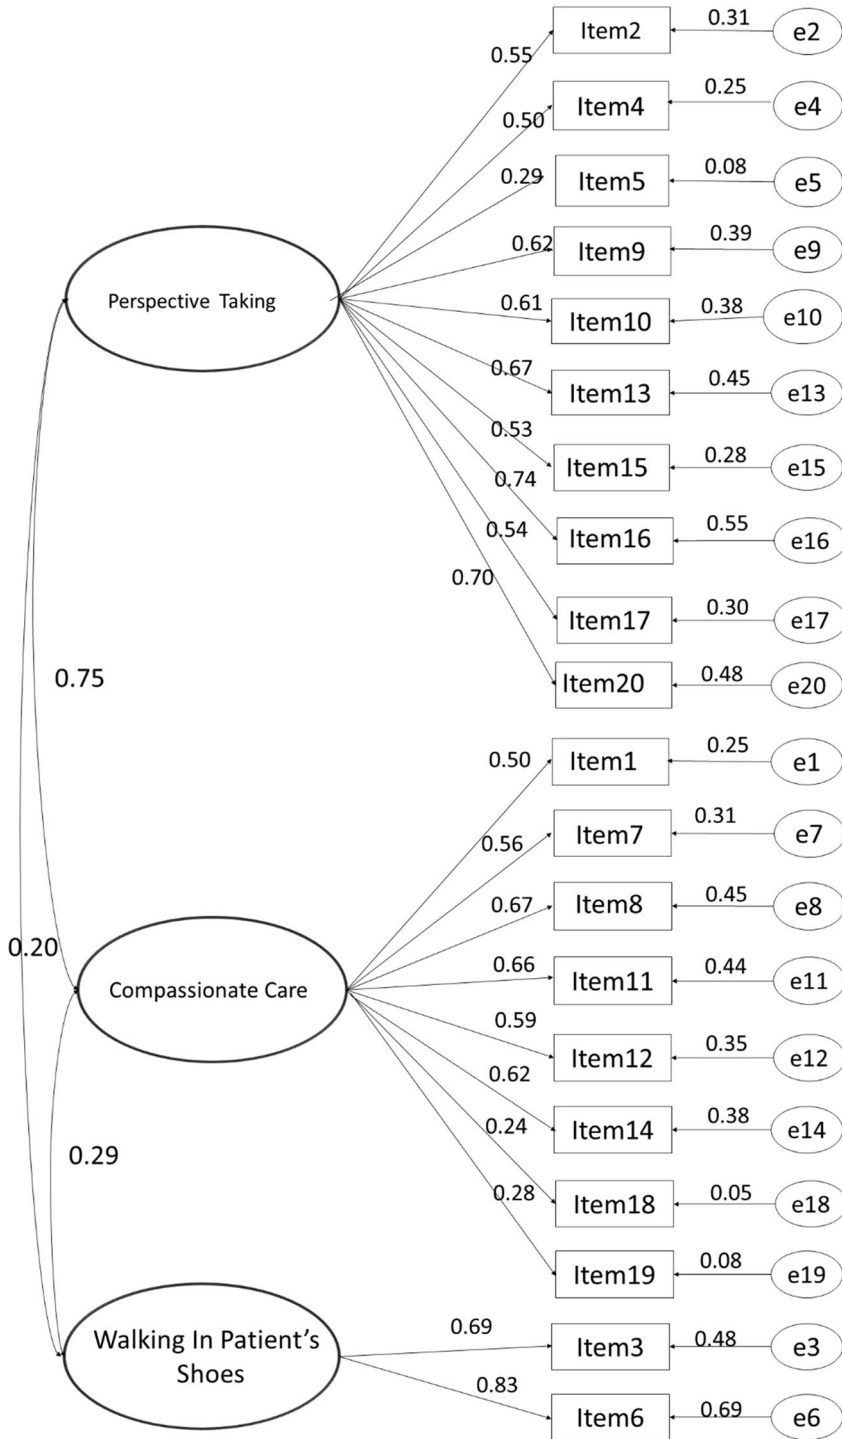 0.55 Item2 0.31 e2
0.50 Item4 0.25 e4
0.29 Item5 0.08 e5
0.62 Item9 0.39 e9
Perspective Taking
0.61 Item10 0.38 e10
0.67 Item13 0.45 e13
0.53 Item15 0.28 e15
0.74 Item16 0.55 e16
0.54 Item17 0.30 e17
0.70 Item20 0.48 e20
0.75
0.50 Item1 0.25 e1
0.56 Item7 0.31 e7
0.67 Item8 0.45 e8
0.20
0.66 Item11 0.44 e11
Compassionate Care
0.59 Item12 0.35 e12
0.62 Item14 0.38 e14
0.29
0.24 Item18 0.05 e18
0.28 Item19 0.08 e19
Walking In Patient’s
Shoes
0.69 Item3 0.48 e3
0.83 Item6 0.69 e6